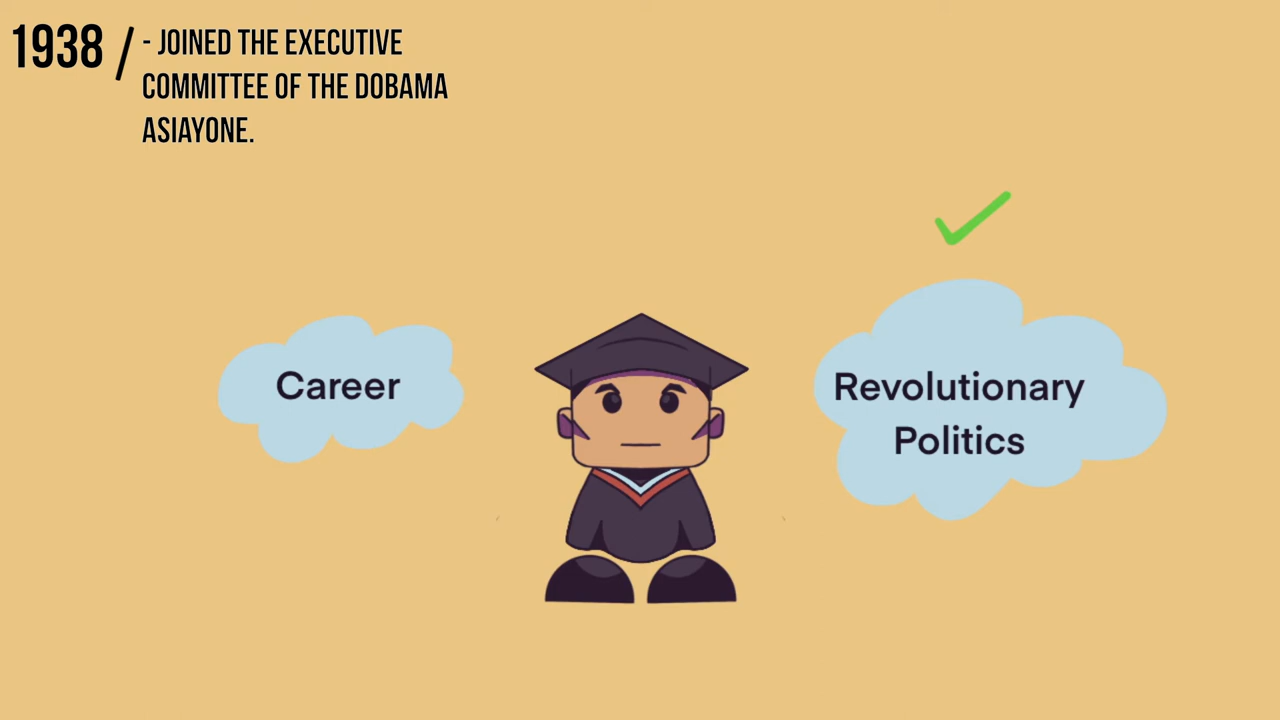 1938 / - JOINED THE EXECUTIVE
COMMITTEE OF THE DOBAMA
ASIAYONE.
Career
Revolutionary
Politics